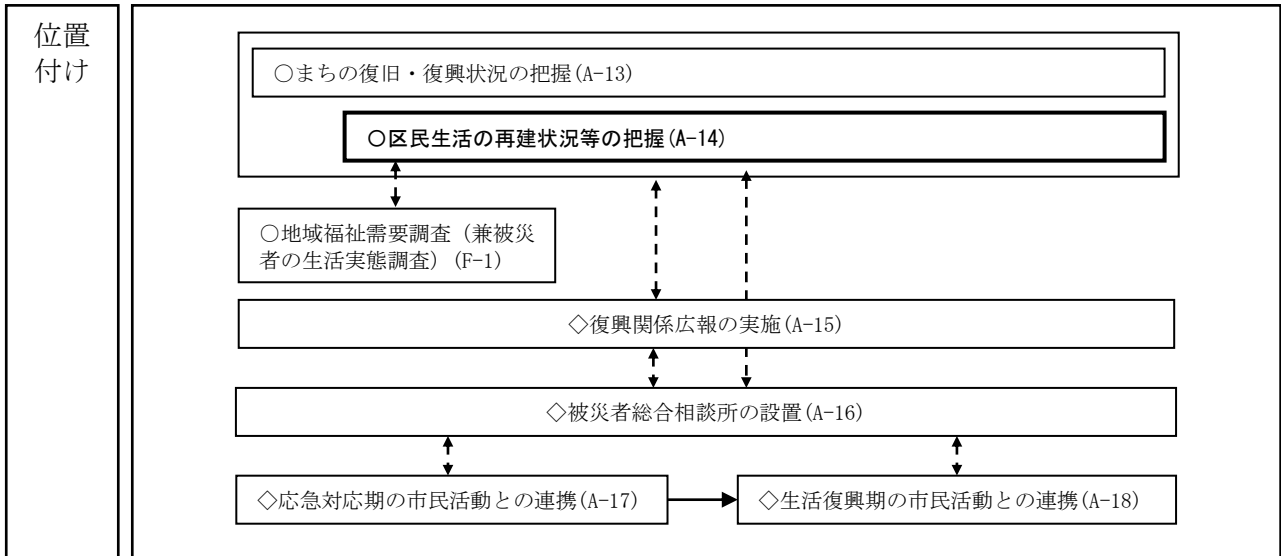 位置
付け
○まちの復旧・復興状況の把握(A-13)
○区民生活の再建状況等の把握(A-14)
○地域福祉需要調査（兼被災
者の生活実態調査）(F-1)
◇復興関係広報の実施(A-15)
◇被災者総合相談所の設置(A-16)
◇応急対応期の市民活動との連携(A-17)
◇生活復興期の市民活動との連携(A-18)